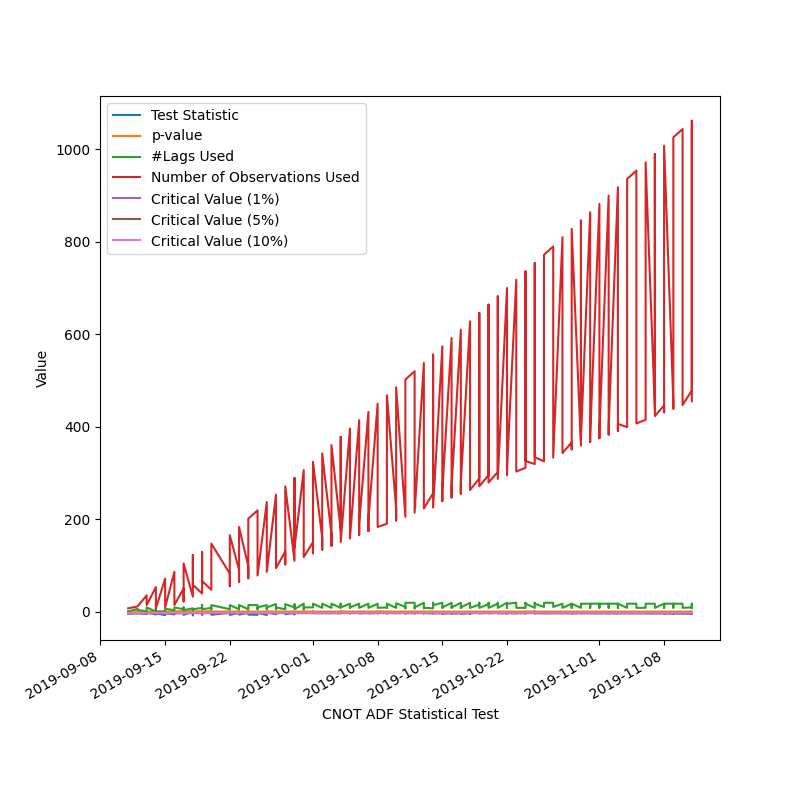 Test Statistic
p-value
#Lags Used
Number of Observations Used
Critical Value (1%)
Critical Value (5%)
Critical Value (10%)
1000
800
600
400
200
0
Value
2019-09-08
2019-09-15
2019-09-22
2019-10-01
2019-10-08
2019-10-15
2019-10-22
2019-11-01
2019-11-08
CNOT ADF Statistical Test